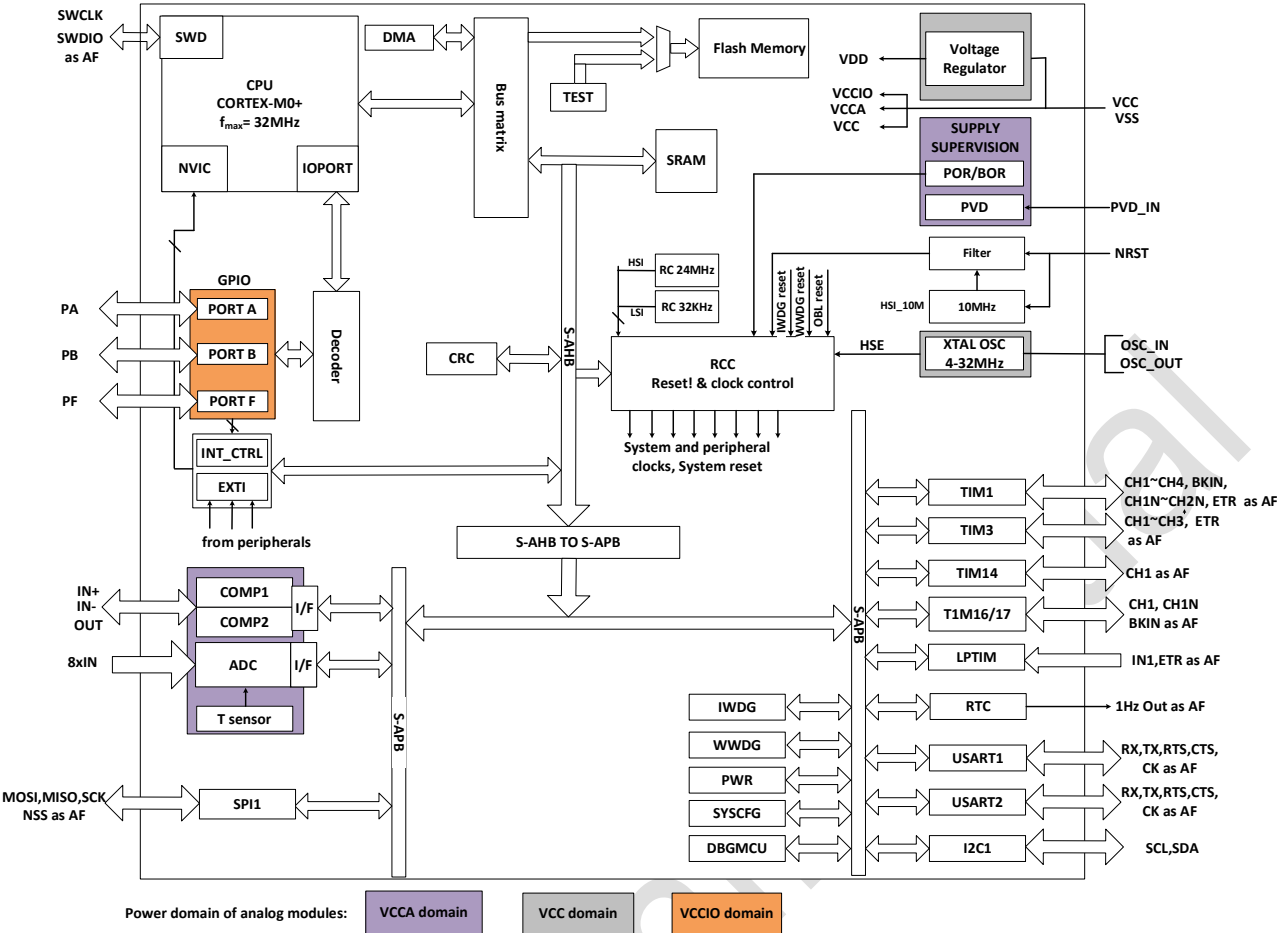 SWCLK
SWDIO
as AF
SWD
CPU
CORTEX-M0+
fmax= 32MHz
NVIC
IOPORT
DMA
Bus matrix
TEST
Flash Memory
SRAM
Voltage
Regulator
VDD
VCCIO
VCCA
VCC
VCC
VSS
SUPPLY
SUPERVISION
POR/BOR
PVD
PVD_IN
Filter
NRST
HSI_10M
10MHz
HSI
RC 24MHz
LSI
RC 32KHz
IWDG reset
WWDG reset
OBL reset
GPIO
PA
PORT A
PB
PORT B
PF
PORT F
Decoder
CRC
S-AHB
RCC
Reset! & clock control
HSE
XTAL OSC
4-32MHz
OSC_IN
OSC_OUT
System and peripheral
clocks, System reset
INT_CTRL
EXTI
from peripherals
S-AHB TO S-APB
IN+
IN-
OUT
COMP1
COMP2
I/F
8xIN
ADC
I/F
T sensor
S-APB
MOSI,MISO,SCK
NSS as AF
SPI1
S-APB
TIM1
CH1~CH4, BKIN,
CH1N~CH2N, ETR as AF
TIM3
CH1~CH3, ETR
as AF
TIM14
CH1 as AF
T1M16/17
CH1, CH1N
BKIN as AF
LPTIM
IN1,ETR as AF
IWDG
RTC
1Hz Out as AF
WWDG
USART1
RX,TX,RTS,CTS,
CK as AF
PWR
SYSCFG
USART2
RX,TX,RTS,CTS,
CK as AF
DBGMCU
I2C1
SCL,SDA
Power domain of analog modules:
VCCA domain
VCC domain
VCCIO domain